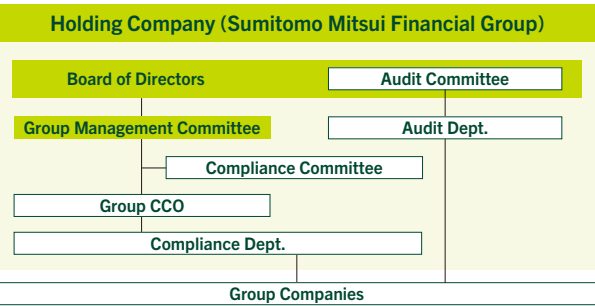 Holding Company (Sumitomo Mitsui Financial Group)
Board of Directors
Audit Committee
Group Management Committee
Audit Dept.
Compliance Committee
Group CCO
Compliance Dept.
Group Companies